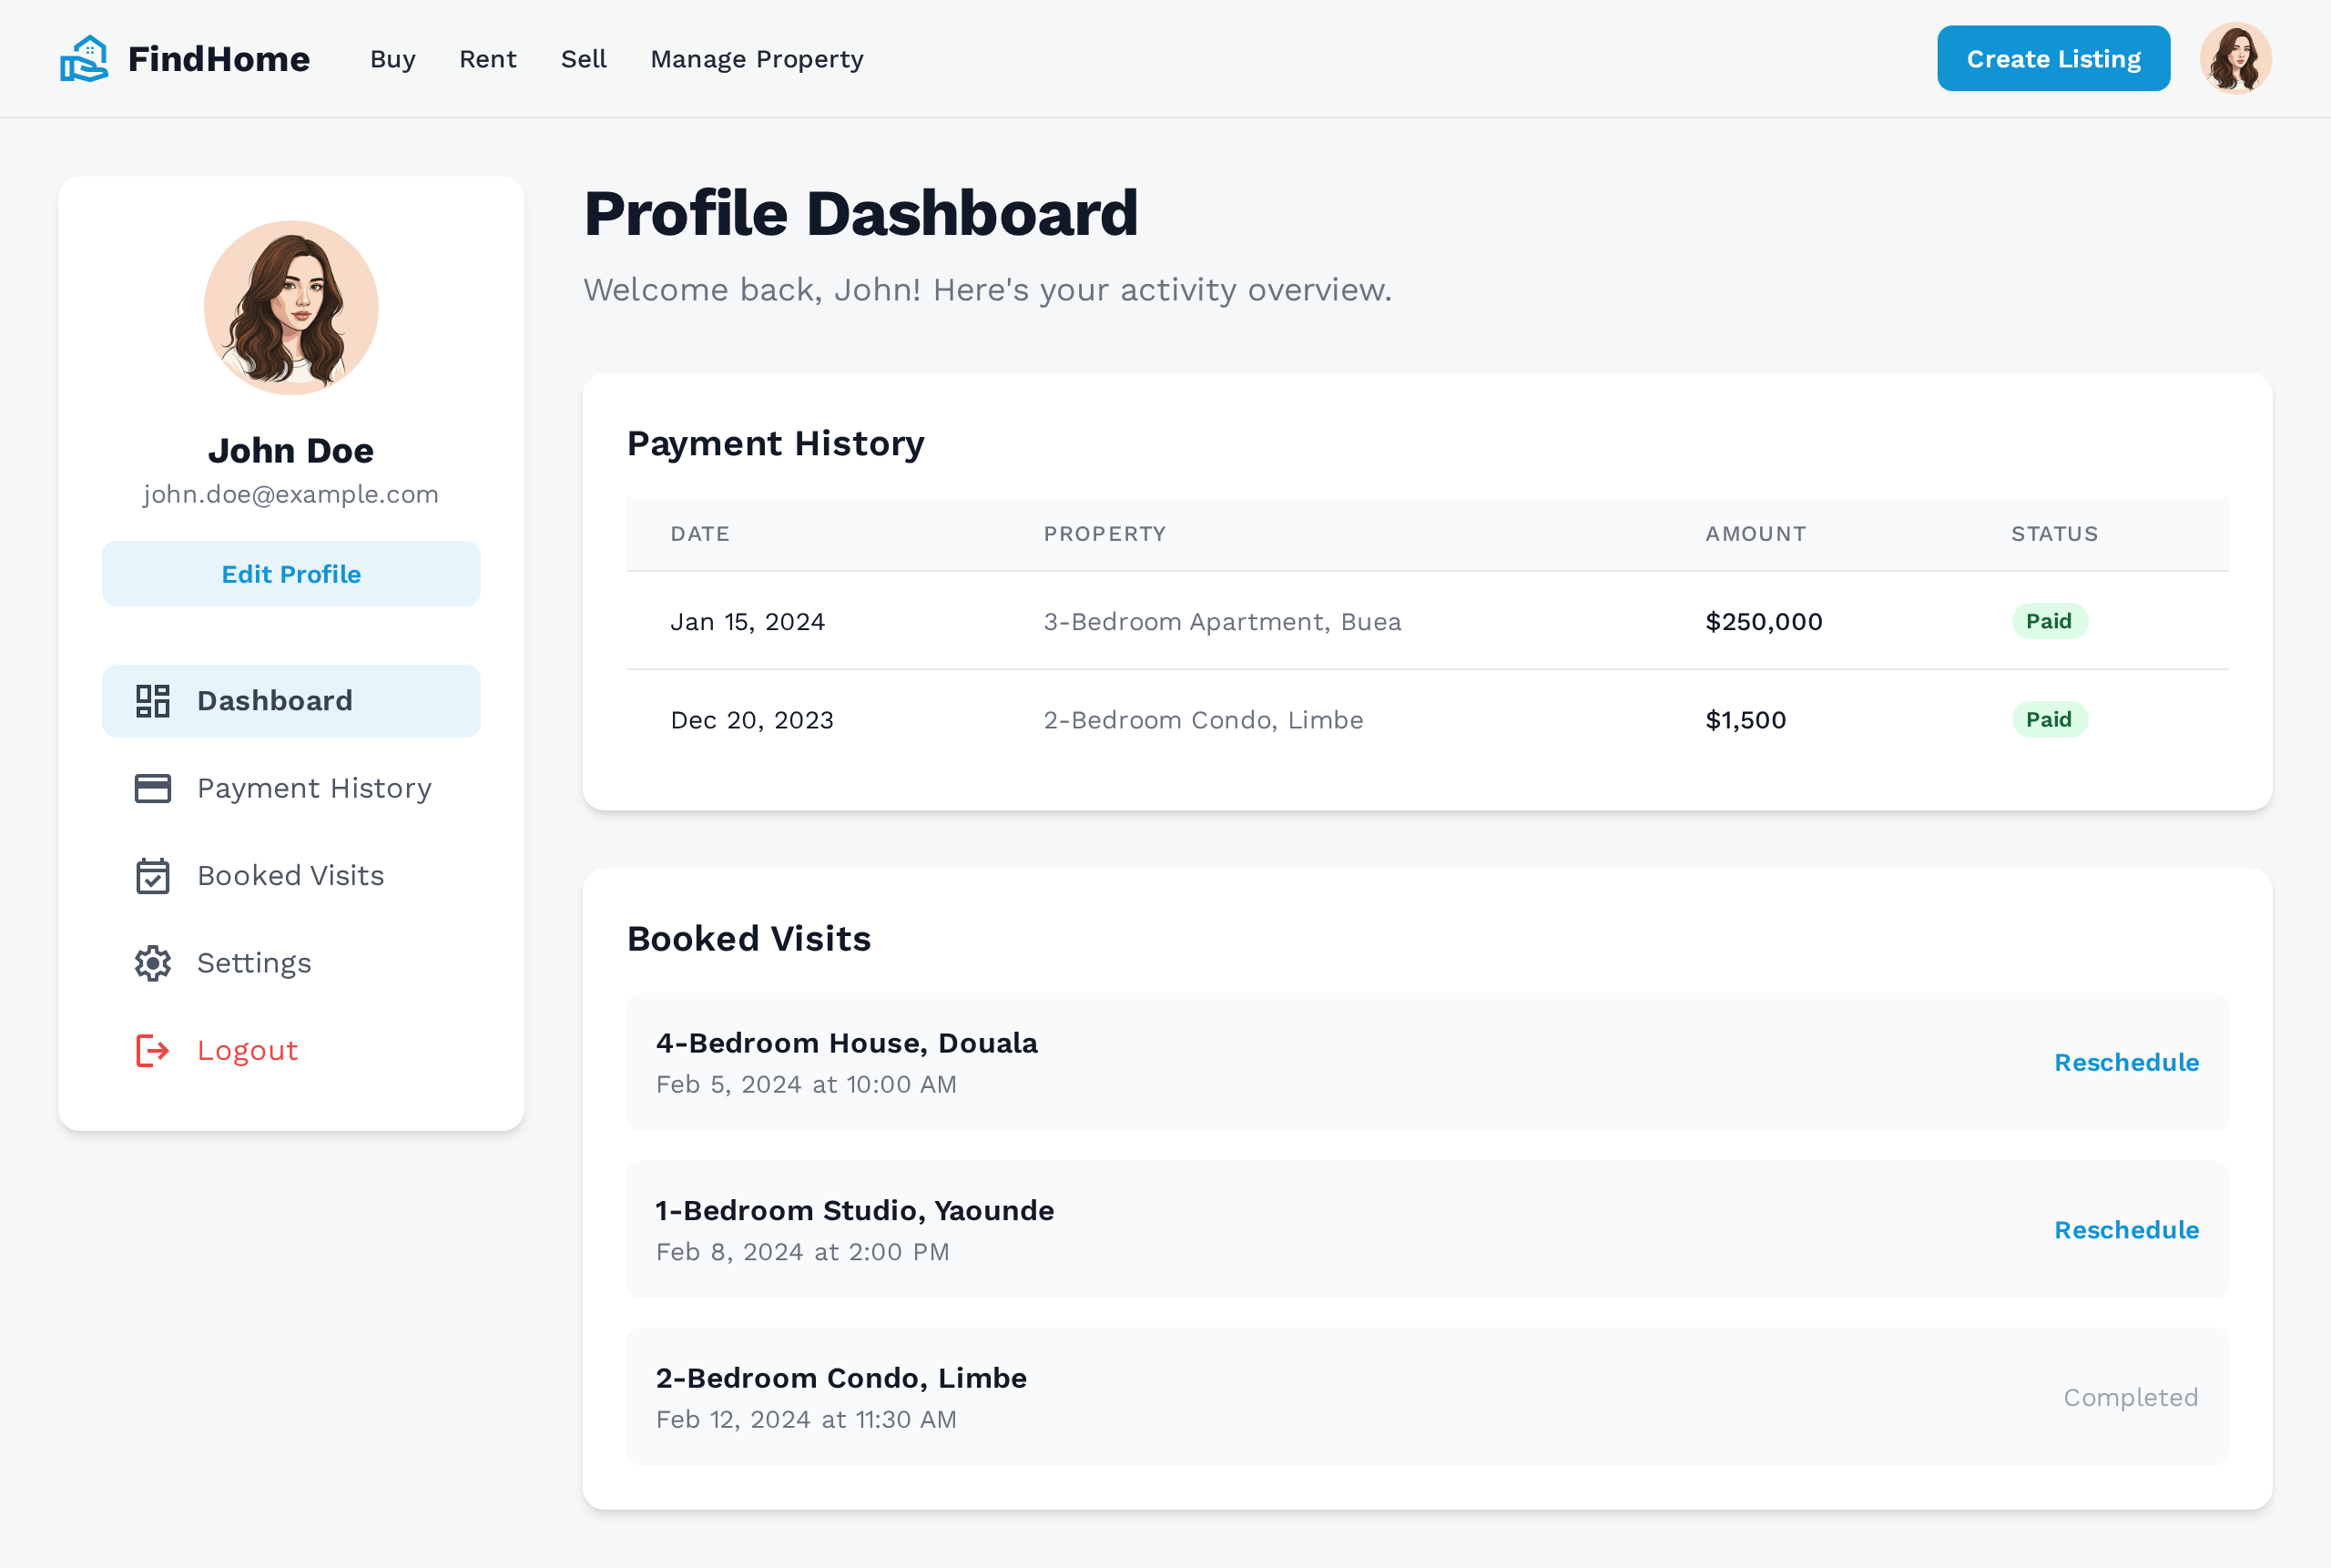 FindHome Buy Rent Sell Manage Property Create Listing
John Doe
john.doe@example.com
Edit Profile
Dashboard
Payment History
Booked Visits
Settings
Logout
Profile Dashboard
Welcome back, John! Here's your activity overview.
Payment History
DATE PROPERTY AMOUNT STATUS
Jan 15, 2024 3-Bedroom Apartment, Buea $250,000 Paid
Dec 20, 2023 2-Bedroom Condo, Limbe $1,500 Paid
Booked Visits
4-Bedroom House, Douala
Feb 5, 2024 at 10:00 AM
Reschedule
1-Bedroom Studio, Yaounde
Feb 8, 2024 at 2:00 PM
Reschedule
2-Bedroom Condo, Limbe
Feb 12, 2024 at 11:30 AM
Completed